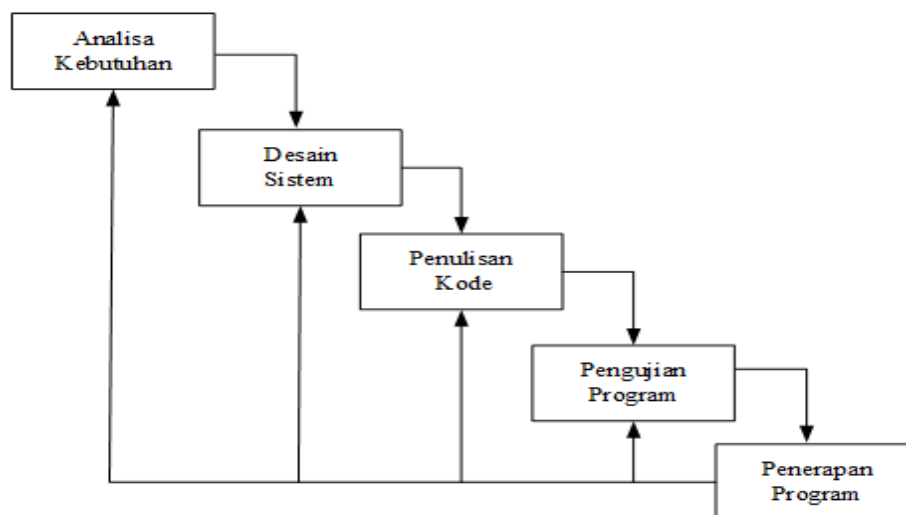 Analisa
Kebutuhan
Desain
Sistem
Penulisan
Kode
Pengujian
Program
Penerapan
Program